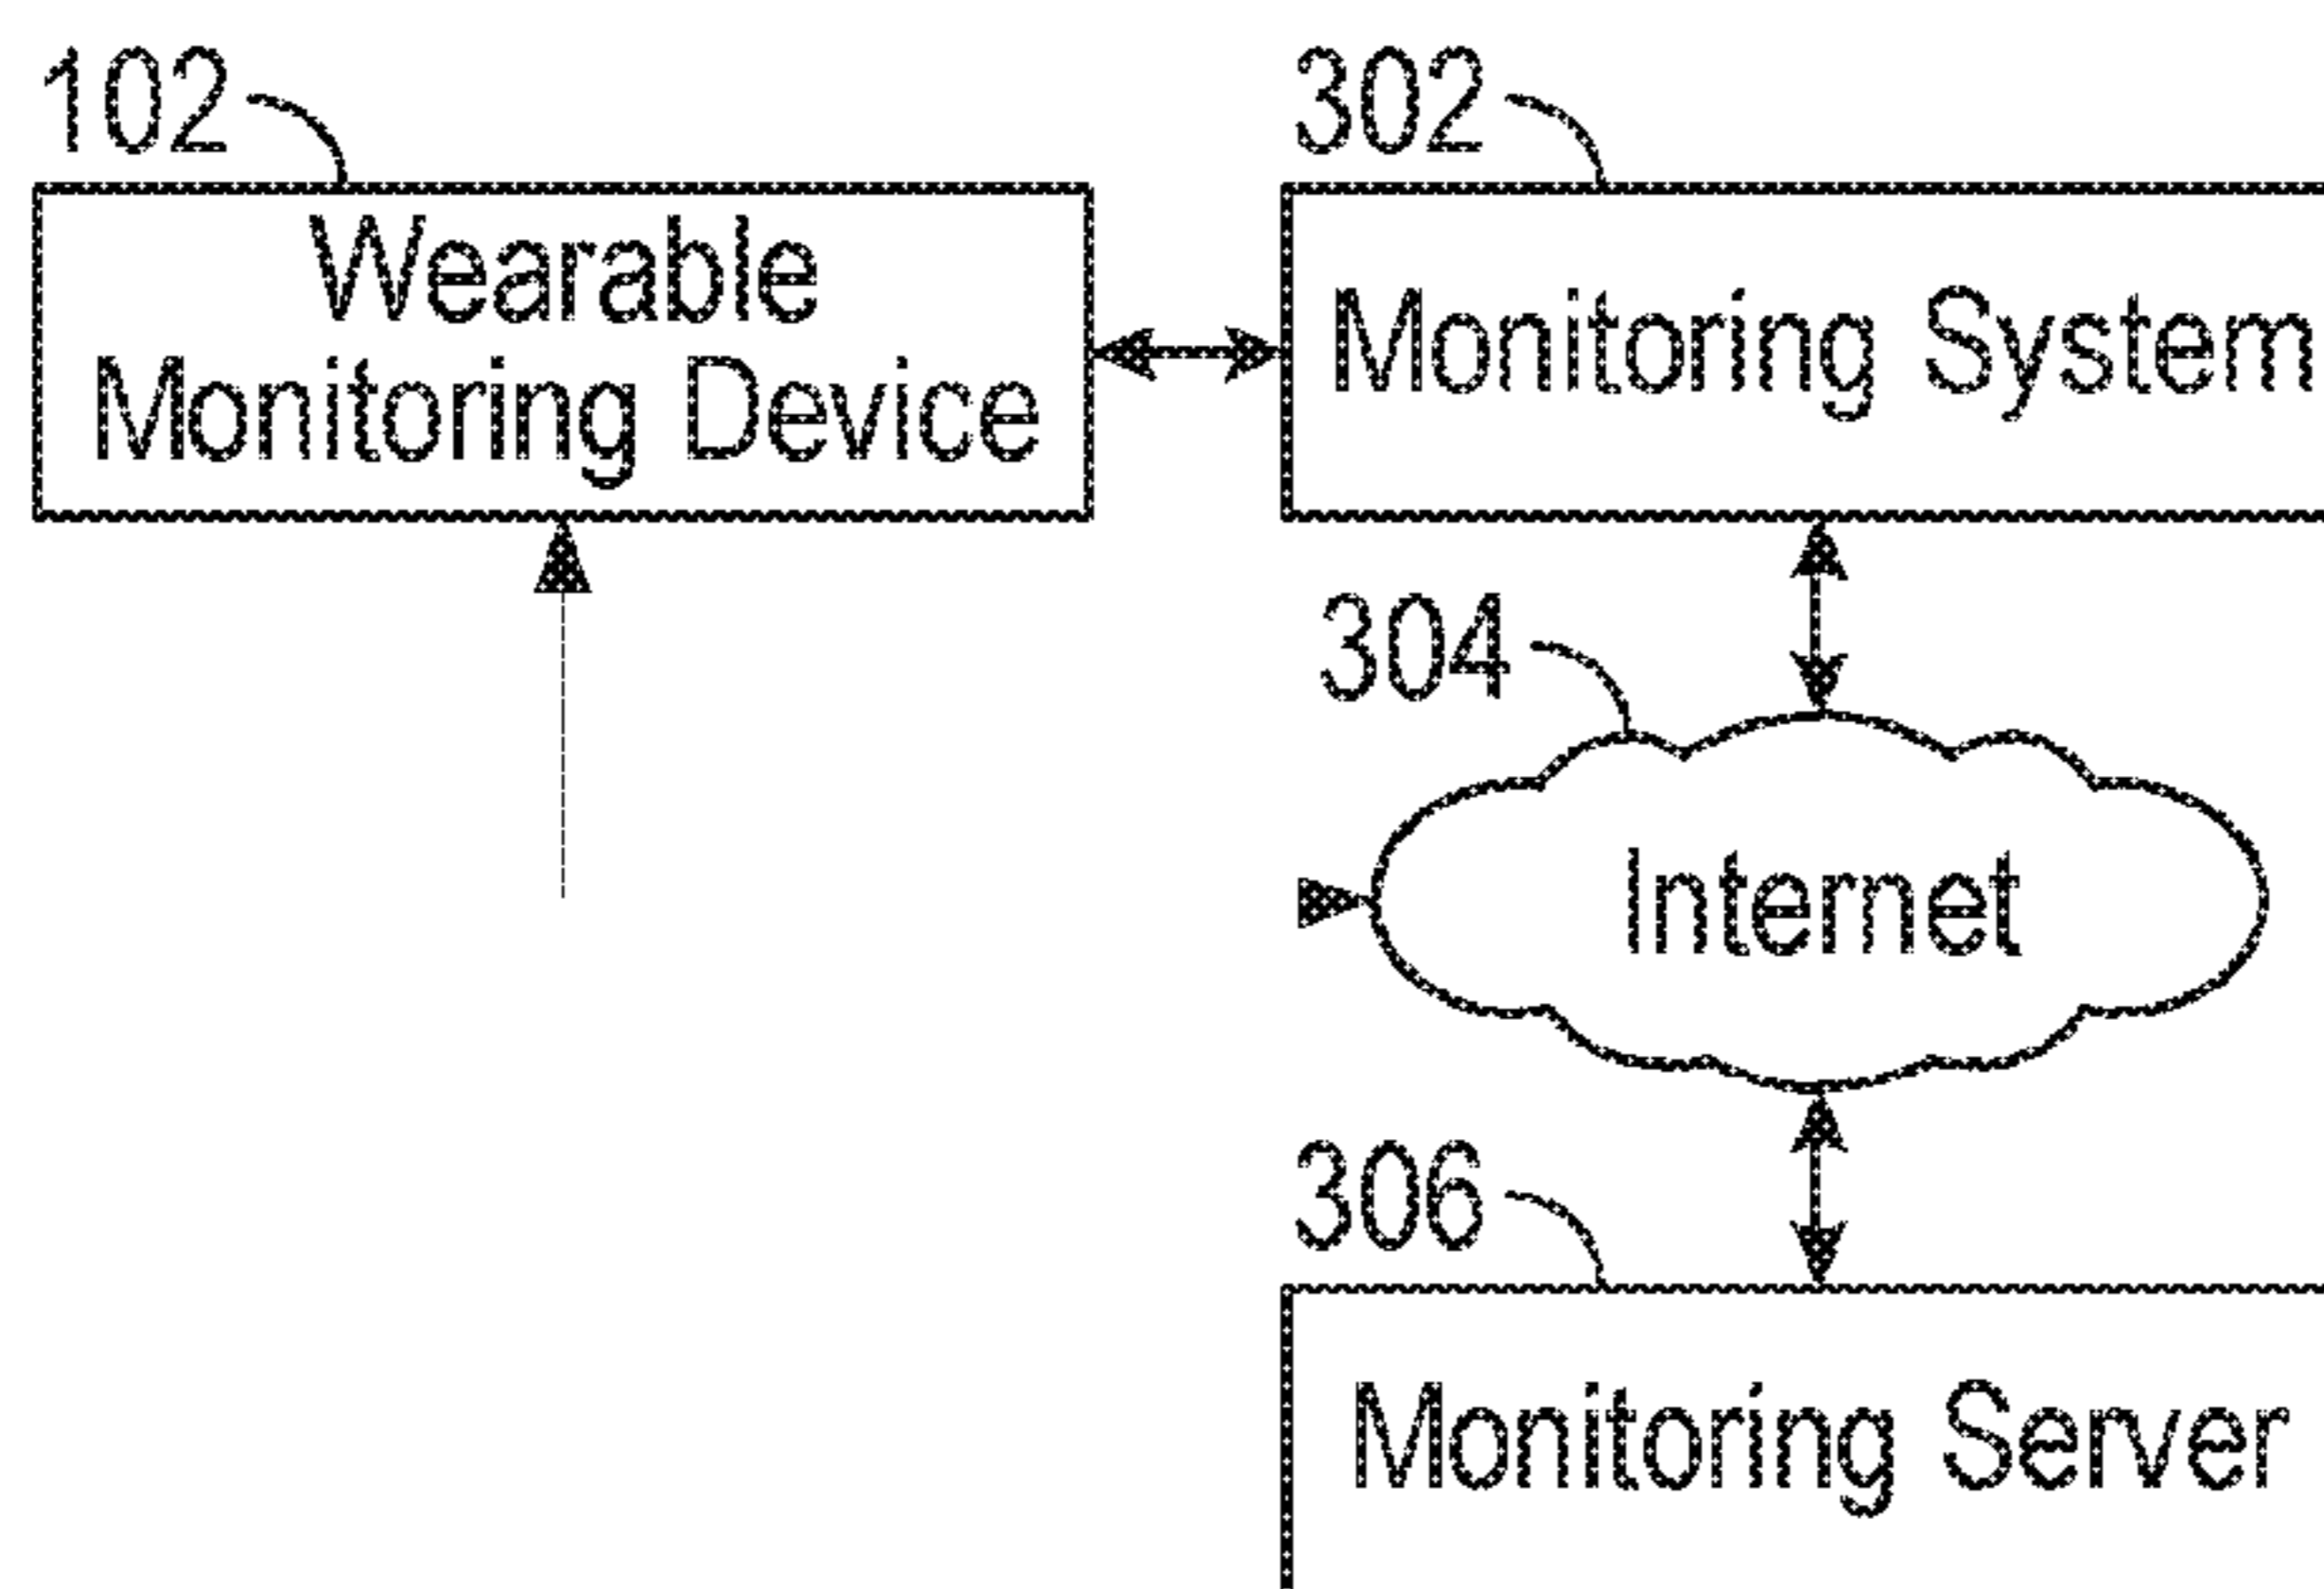 102
Wearable
Monitoring Device
302
Monitoring System
304
Internet
306
Monitoring Server